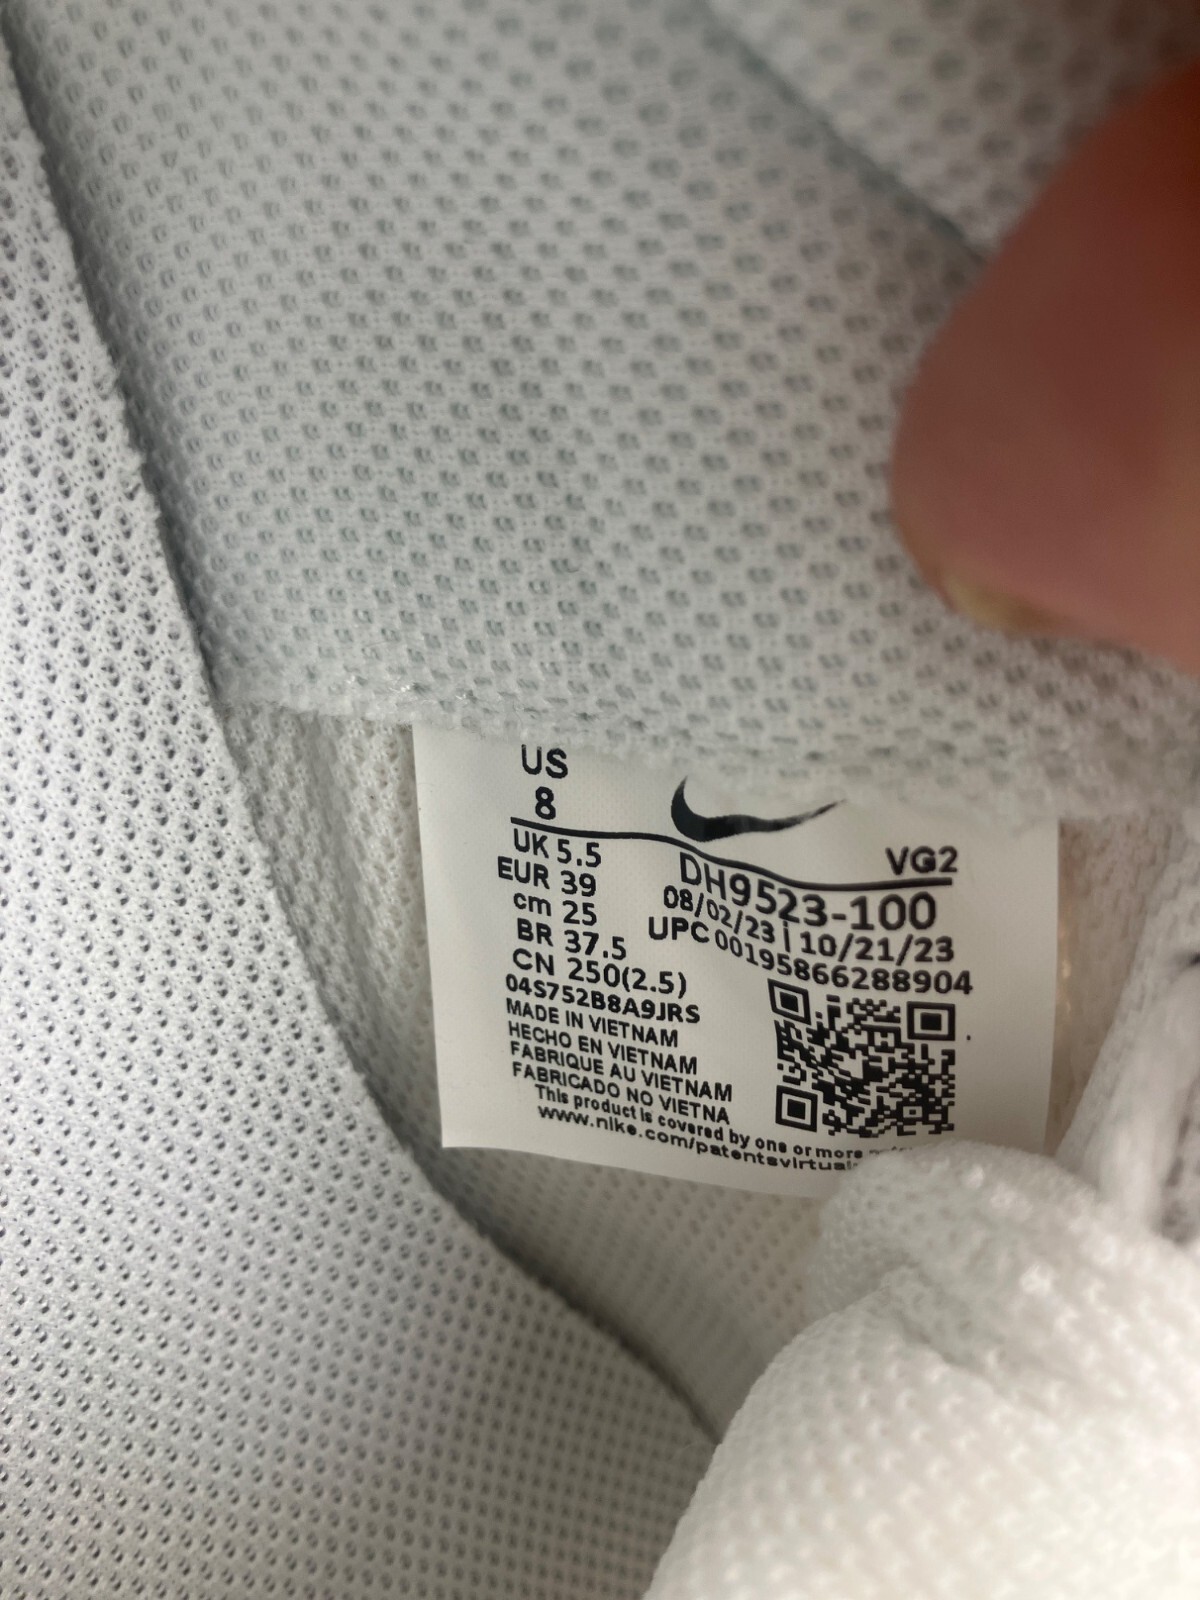 US
8
VG2
UK 5.5
EUR 39
cm 25
BR 37.5
CN 250(2.5)
DH9523-100
08/02/23 | 10/21/23
UPC 00195866288904
04S752B8A9JRS
MADE IN VIETNAM
HECHO EN VIETNAM
FABRIQUE AU VIETNAM
FABRICADO NO VIETNA
This product is covered by one or more
www.nike.com/patentsvirtual